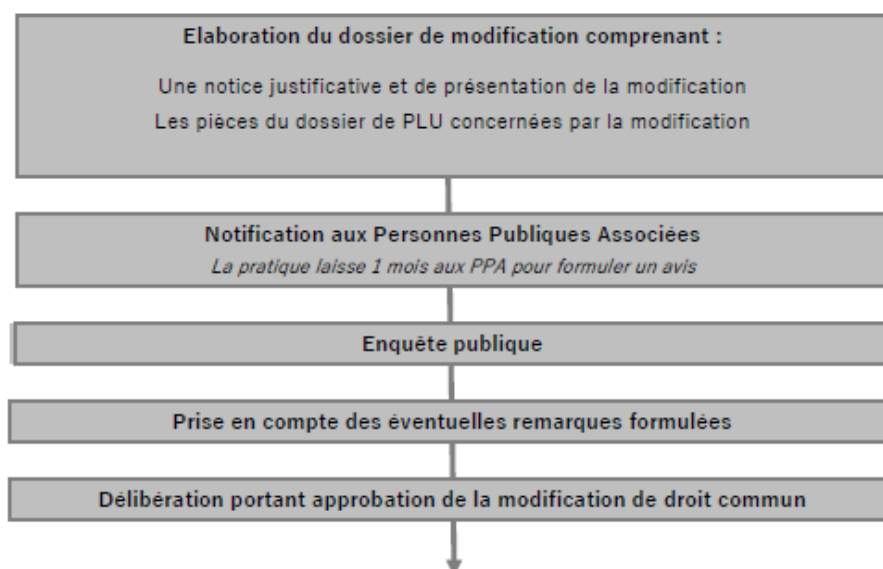 Elaboration du dossier de modification comprenant :
Une notice justificative et de présentation de la modification
Les pièces du dossier de PLU concernées par la modification
Notification aux Personnes Publiques Associées
La pratique laisse 1 mois aux PPA pour formuler un avis
Enquête publique
Prise en compte des éventuelles remarques formulées
Délibération portant approbation de la modification de droit commun